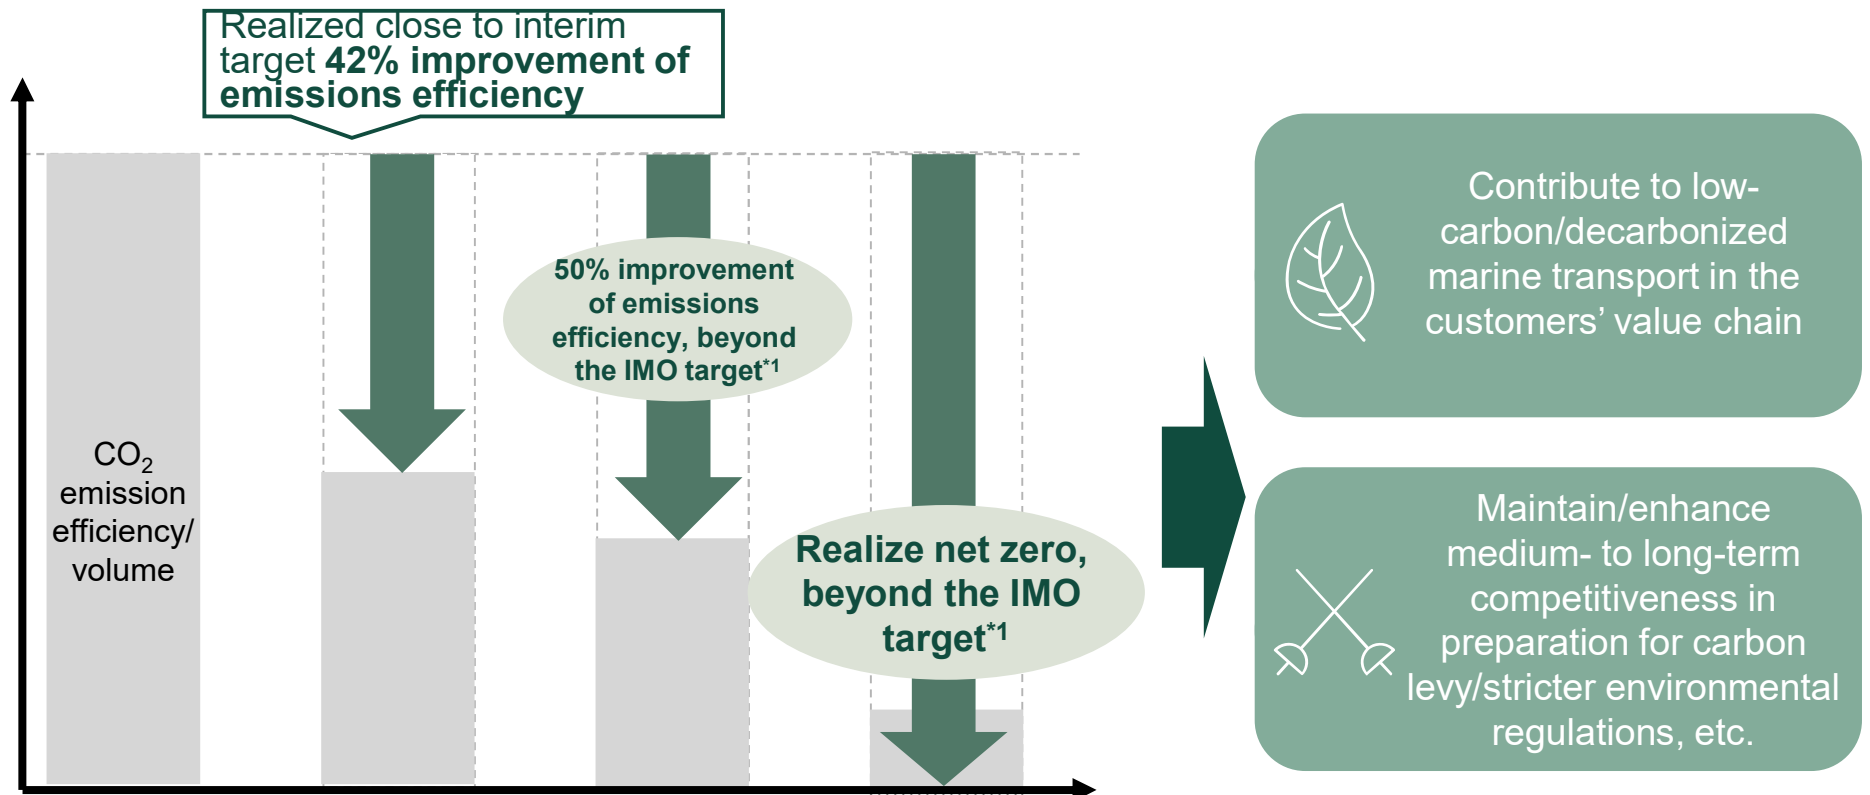 Realized close to interim
target 42% improvement of
emissions efficiency
CO₂
emission
efficiency/
volume
50% improvement
of emissions
efficiency, beyond
the IMO target*1
Realize net zero,
beyond the IMO
target*1
Contribute to low-
carbon/decarbonized
marine transport in the
customers’ value chain
Maintain/enhance
medium- to long-term
competitiveness in
preparation for carbon
levy/stricter environmental
regulations, etc.